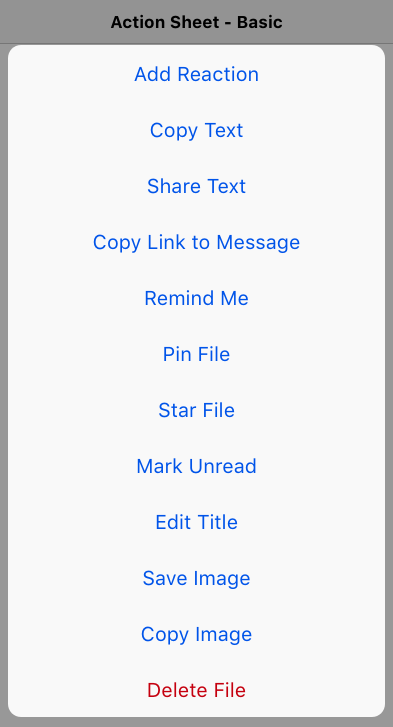 Action Sheet - Basic
Add Reaction
Copy Text
Share Text
Copy Link to Message
Remind Me
Pin File
Star File
Mark Unread
Edit Title
Save Image
Copy Image
Delete File